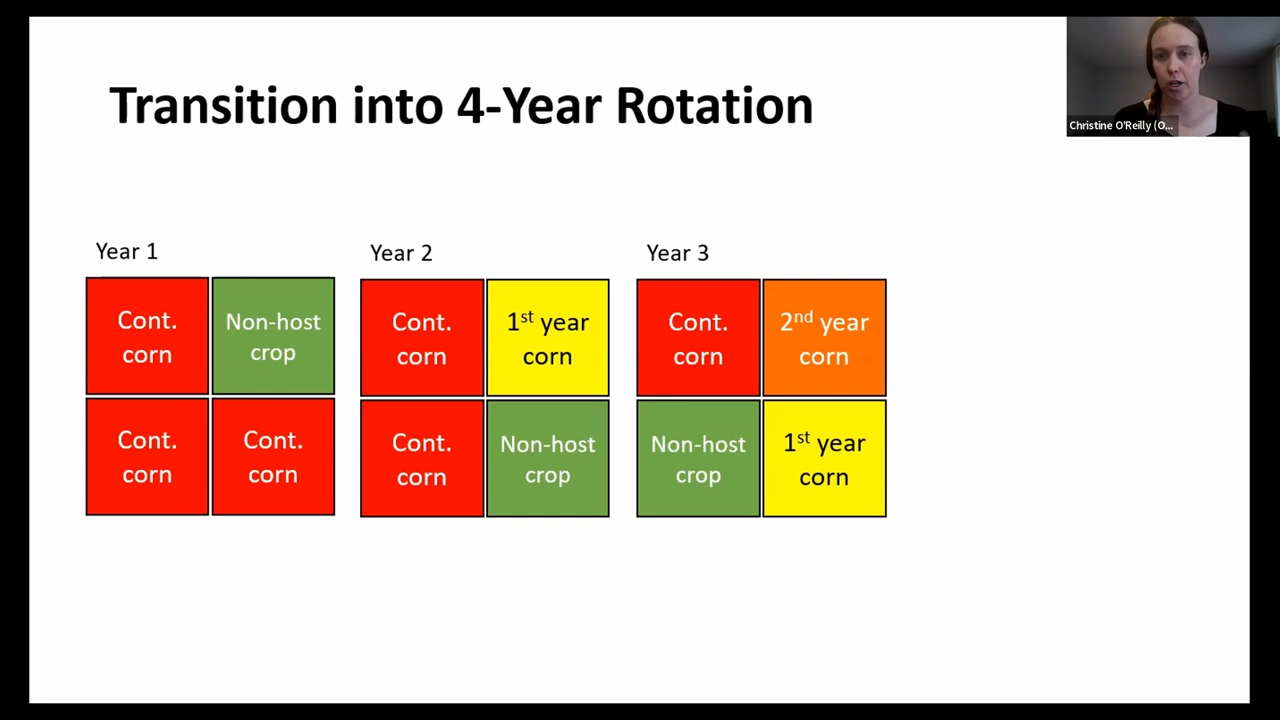 Transition into 4-Year Rotation
Christine O'Reilly (O...
Year 1
Cont.
corn
Non-host
crop
Cont.
corn
Cont.
corn
Year 2
Cont.
corn
1st year
corn
Cont.
corn
Non-host
crop
Year 3
Cont.
corn
2nd year
corn
Non-host
crop
1st year
corn